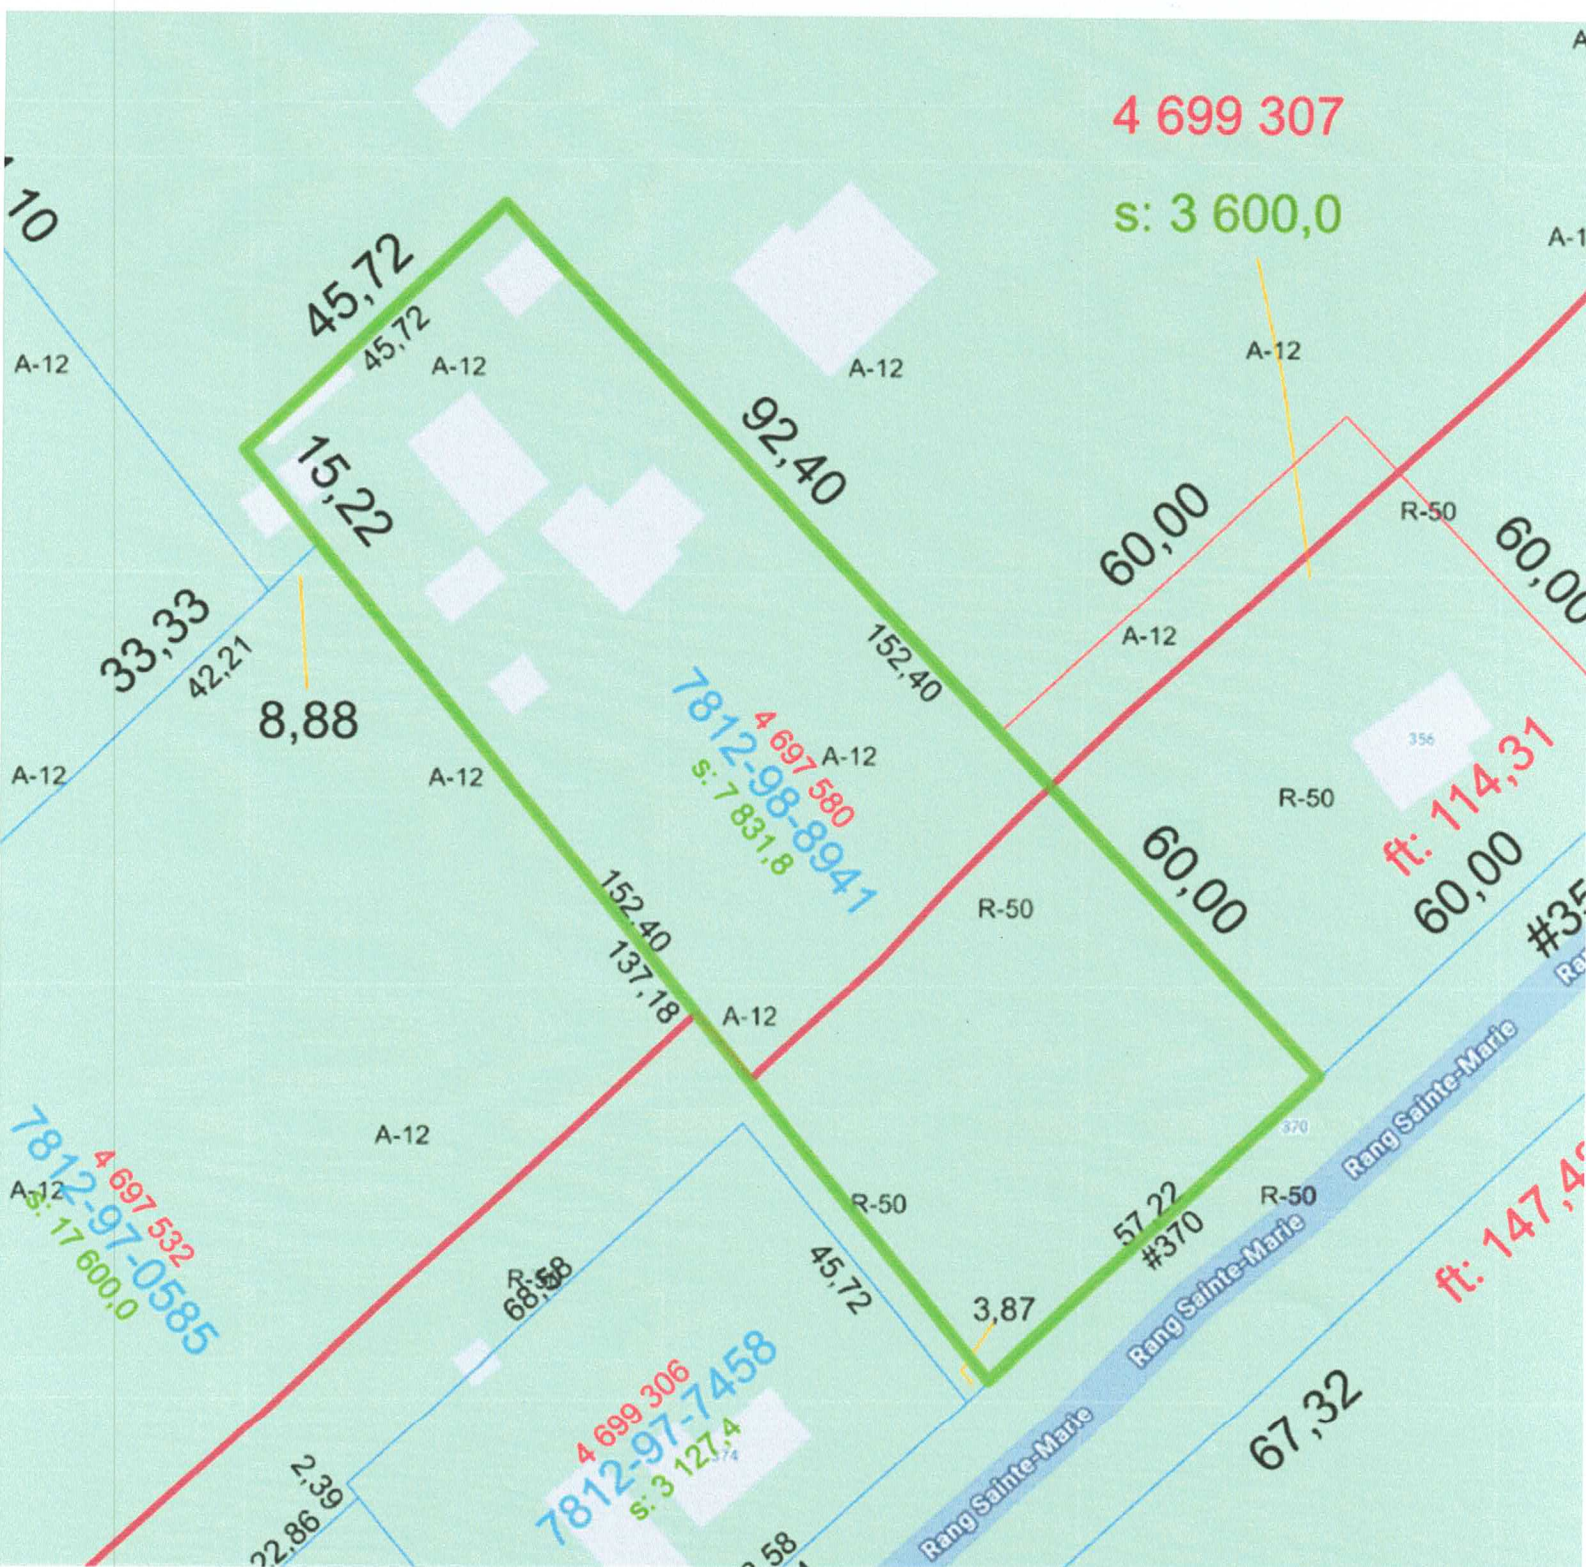 4 699 307
s: 3 600,0
10
45,72
45,72
A-12
A-12
A-12
A-12
92,40
15,22
60,00
R-50
60,00
33,33
42,21
8,88
152,40
A-12
A-12
A-12
4 697 580
7812-98-8941
s: 7 831,8
A-12
356
R-50
ft: 114,31
60,00
60,00
R-50
152,40
137,18
A-12
Rang Sainte-Marie
370
A-12
4 697 532
7812-97-0585
s: 17 600,0
A-12
R-50
57,22
#370
R-50
Rang Sainte-Marie
68,58
45,72
3,87
4 699 306
7812-97-7458
s: 3 127,4
374
67,32
2,39
22,86
Rang Sainte-Marie